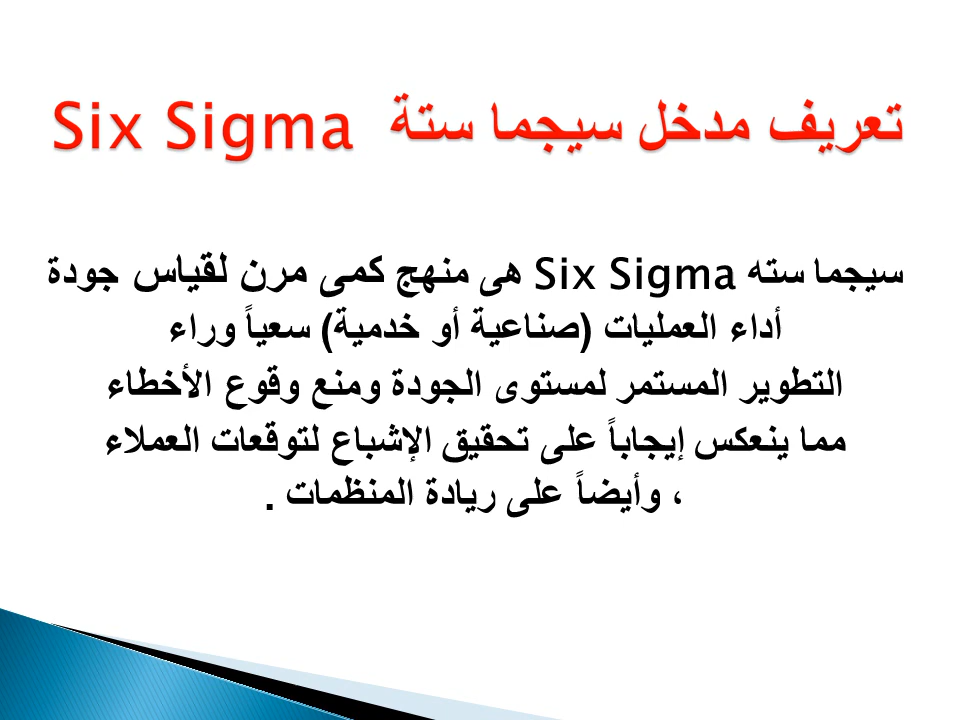 تعريف مدخل سيجما ستة Six Sigma
سيجما سته Six Sigma هى منهج كمى مرن لقياس جودة
أداء العمليات (صناعية أو خدمية) سعياً وراء
التطوير المستمر لمستوى الجودة ومنع وقوع الأخطاء
مما ينعكس إيجاباً على تحقيق الإشباع لتوقعات العملاء
، وأيضاً على ريادة المنظمات .